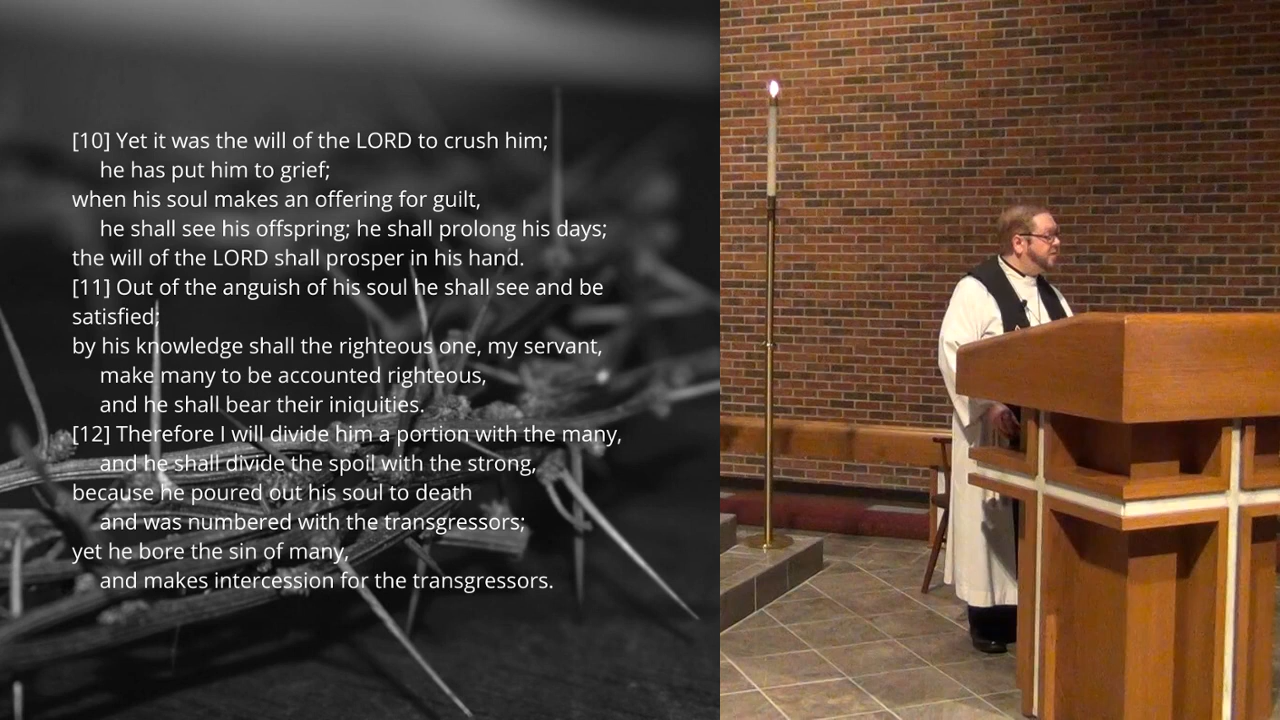 [10] Yet it was the will of the LORD to crush him;
he has put him to grief;
when his soul makes an offering for guilt,
he shall see his offspring; he shall prolong his days;
the will of the LORD shall prosper in his hand.
[11] Out of the anguish of his soul he shall see and be
satisfied;
by his knowledge shall the righteous one, my servant,
make many to be accounted righteous,
and he shall bear their iniquities.
[12] Therefore I will divide him a portion with the many,
and he shall divide the spoil with the strong,
because he poured out his soul to death
and was numbered with the transgressors;
yet he bore the sin of many,
and makes intercession for the transgressors.